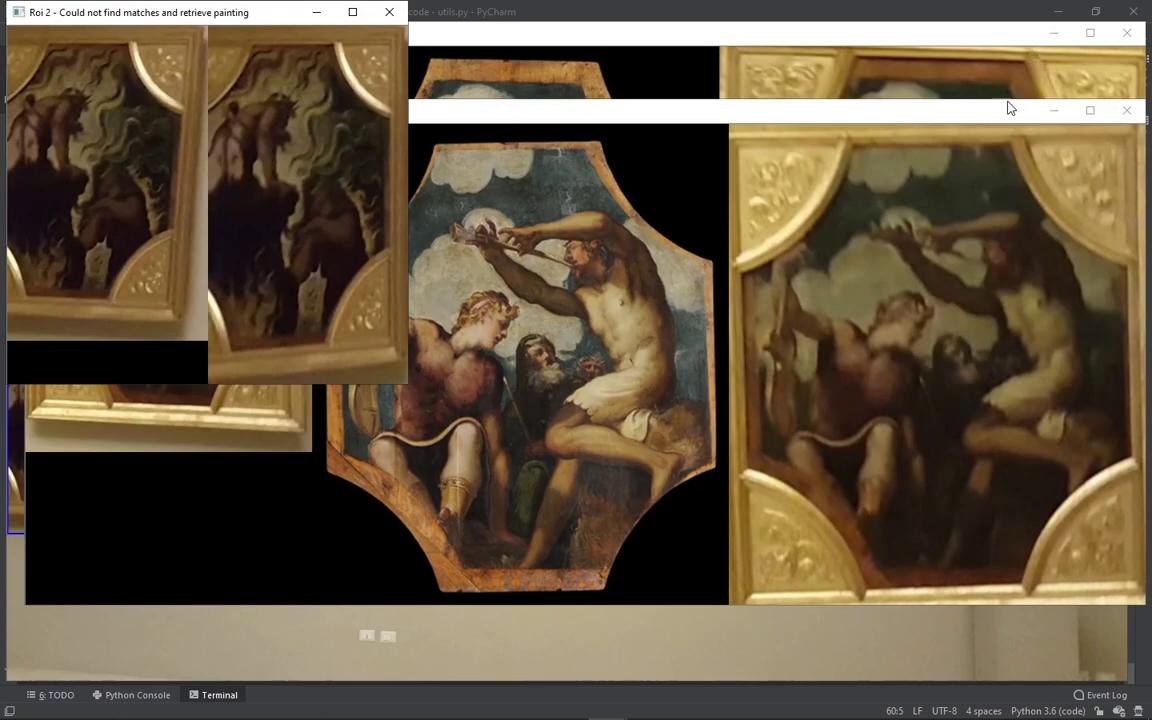 Roi 2 - Could not find matches and retrieve painting
code - utils.py - PyCharm
6: TODO
Python Console
Terminal
Event Log
60:5
LF
UTF-8
4 spaces
Python 3.6 (code)